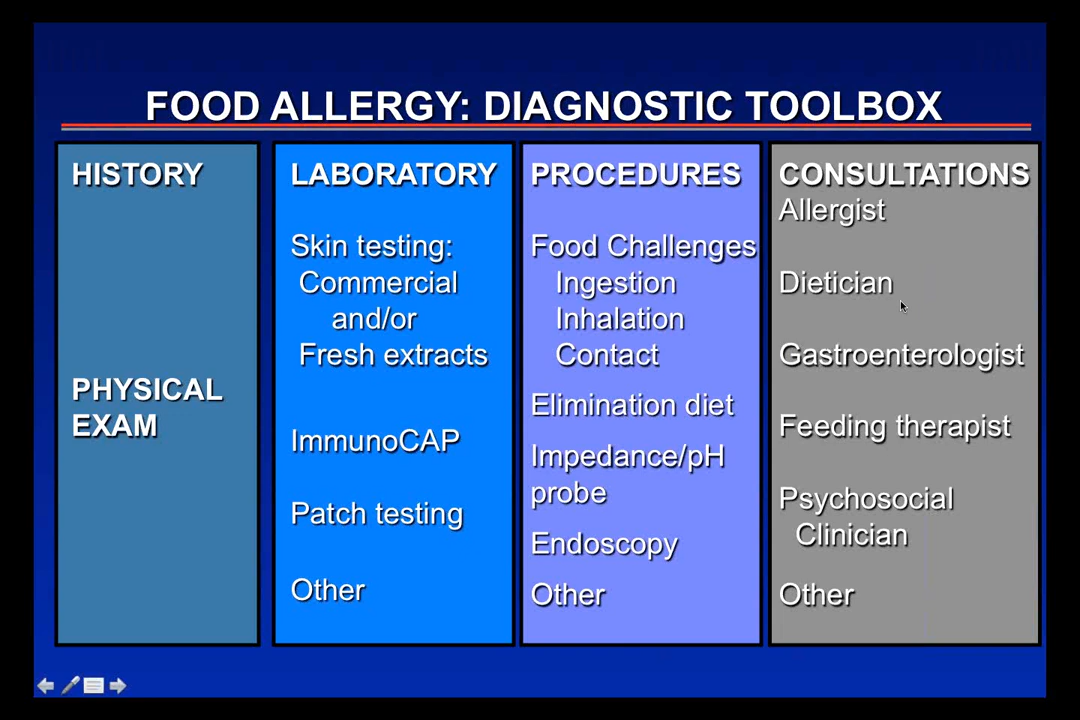 FOOD ALLERGY: DIAGNOSTIC TOOLBOX
HISTORY
PHYSICAL
EXAM
LABORATORY
Skin testing:
Commercial
and/or
Fresh extracts
ImmunoCAP
Patch testing
Other
PROCEDURES
Food Challenges
Ingestion
Inhalation
Contact
Elimination diet
Impedance/pH
probe
Endoscopy
Other
CONSULTATIONS
Allergist
Dietician
Gastroenterologist
Feeding therapist
Psychosocial
Clinician
Other